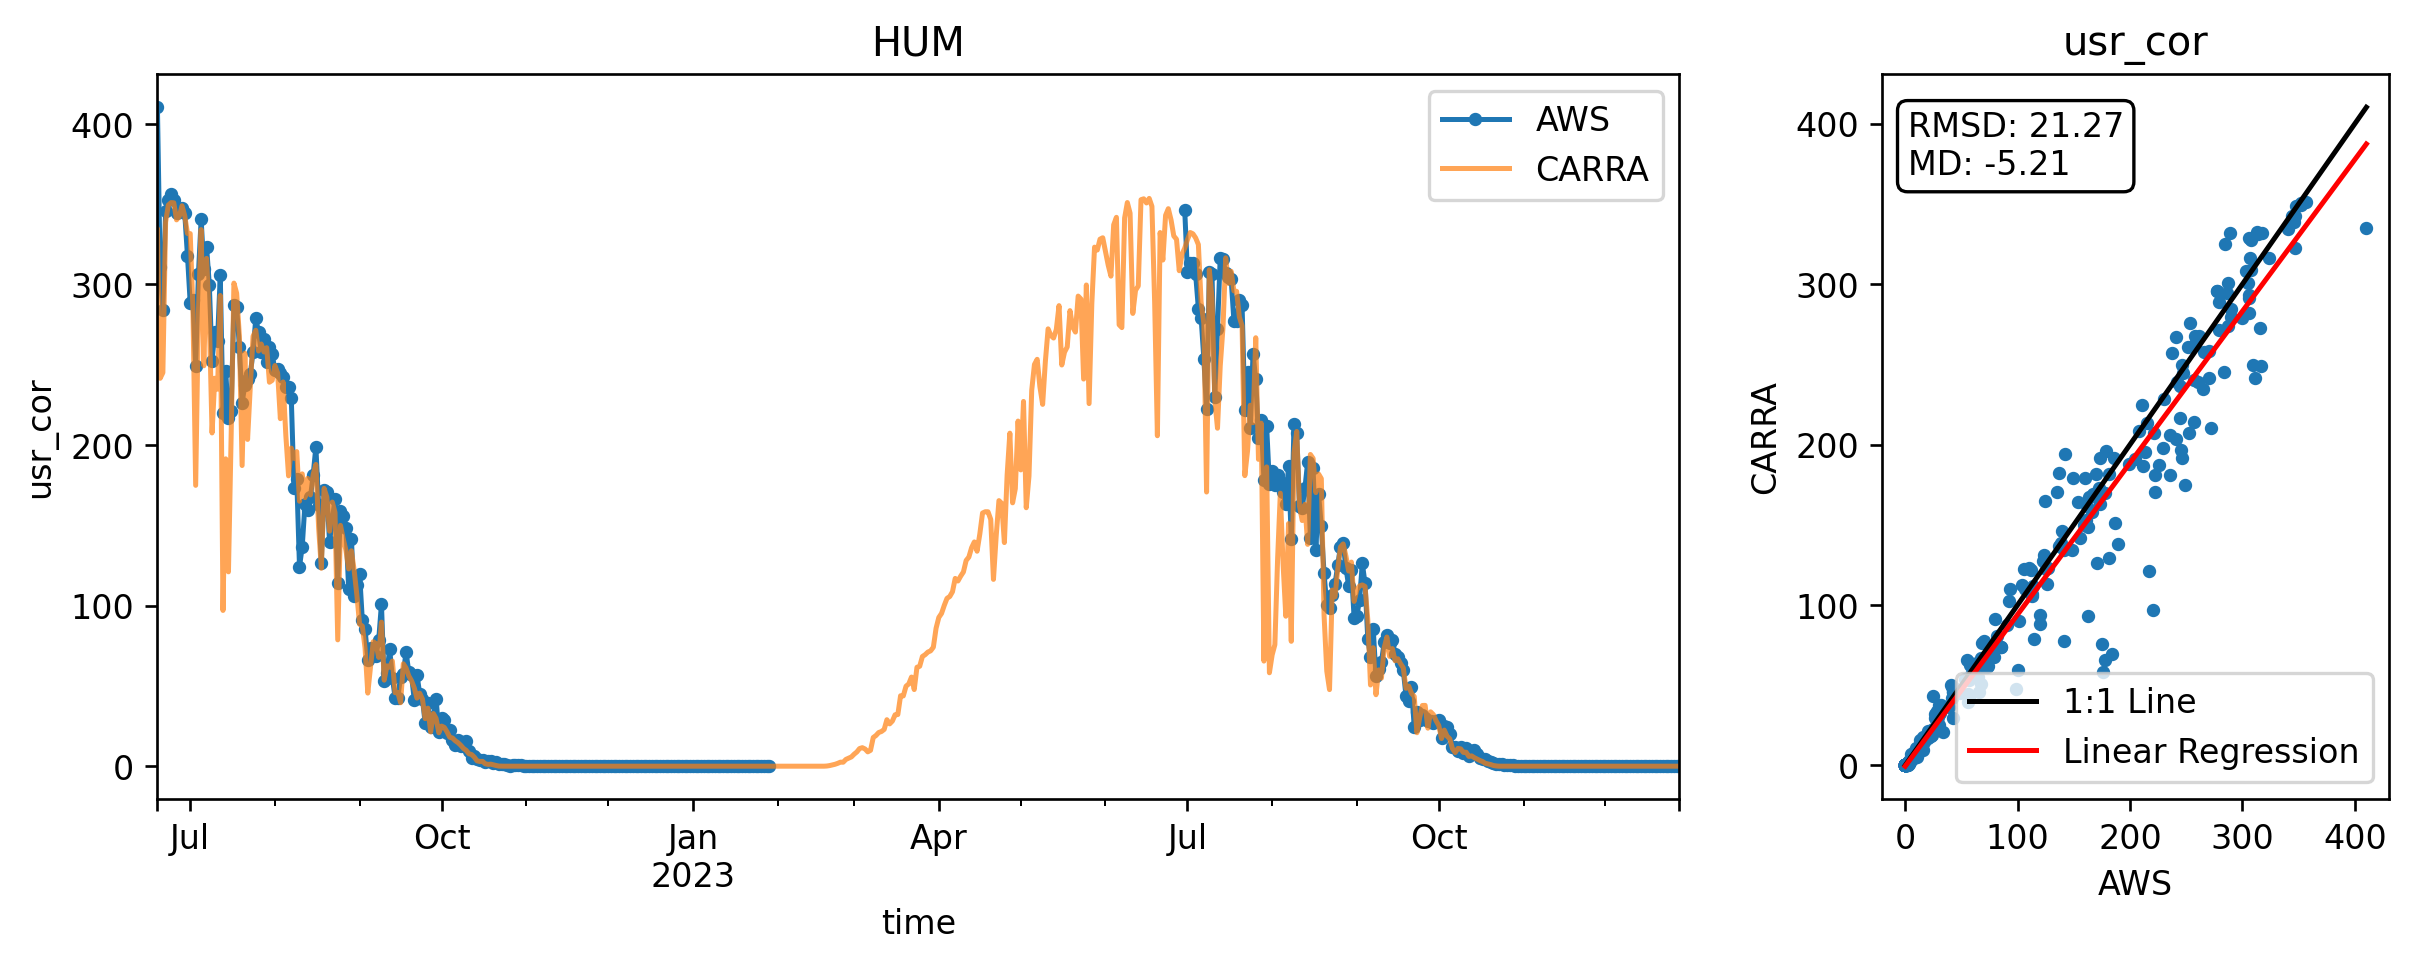 HUM
usr_cor
400
300
200
100
0
AWS
CARRA
Jul
Oct
Jan
2023
Apr
Jul
Oct
time
usr_cor
CARRA
400
300
200
100
0
RMSD: 21.27
MD: -5.21
1:1 Line
Linear Regression
0
100
200
300
400
AWS